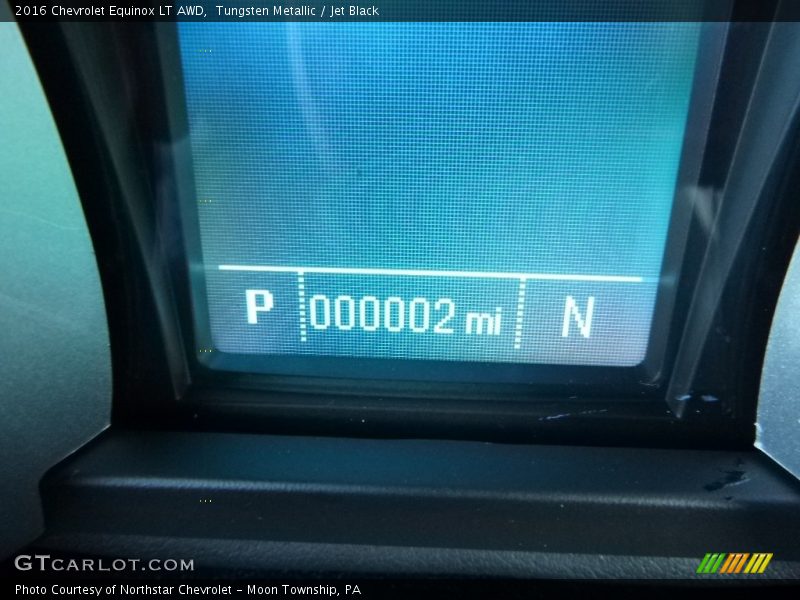 2016 Chevrolet Equinox LT AWD,  Tungsten Metallic / Jet Black
P 000002 mi N
GTCARLOT.COM
Photo Courtesy of Northstar Chevrolet - Moon Township, PA